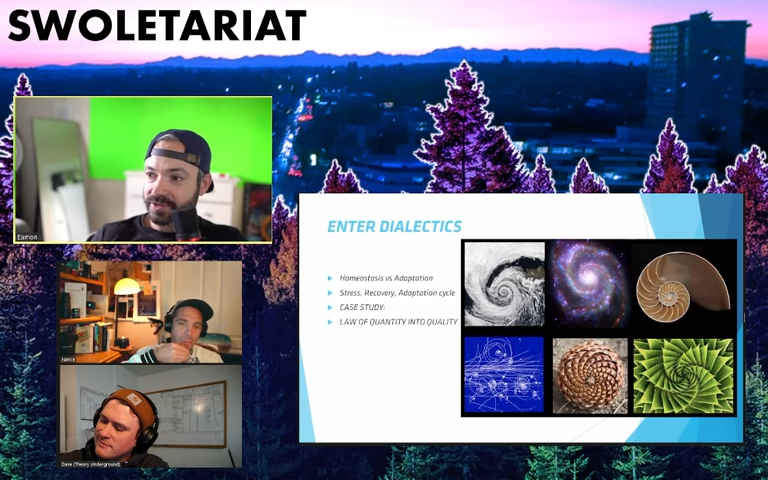 SWOLETARIAT
Eamon
ENTER DIALECTICS
Homeostasis vs Adaptation
Stress, Recovery, Adaptation cycle
CASE STUDY:
LAW OF QUANTITY INTO QUALITY
Dave (Theory Underground)